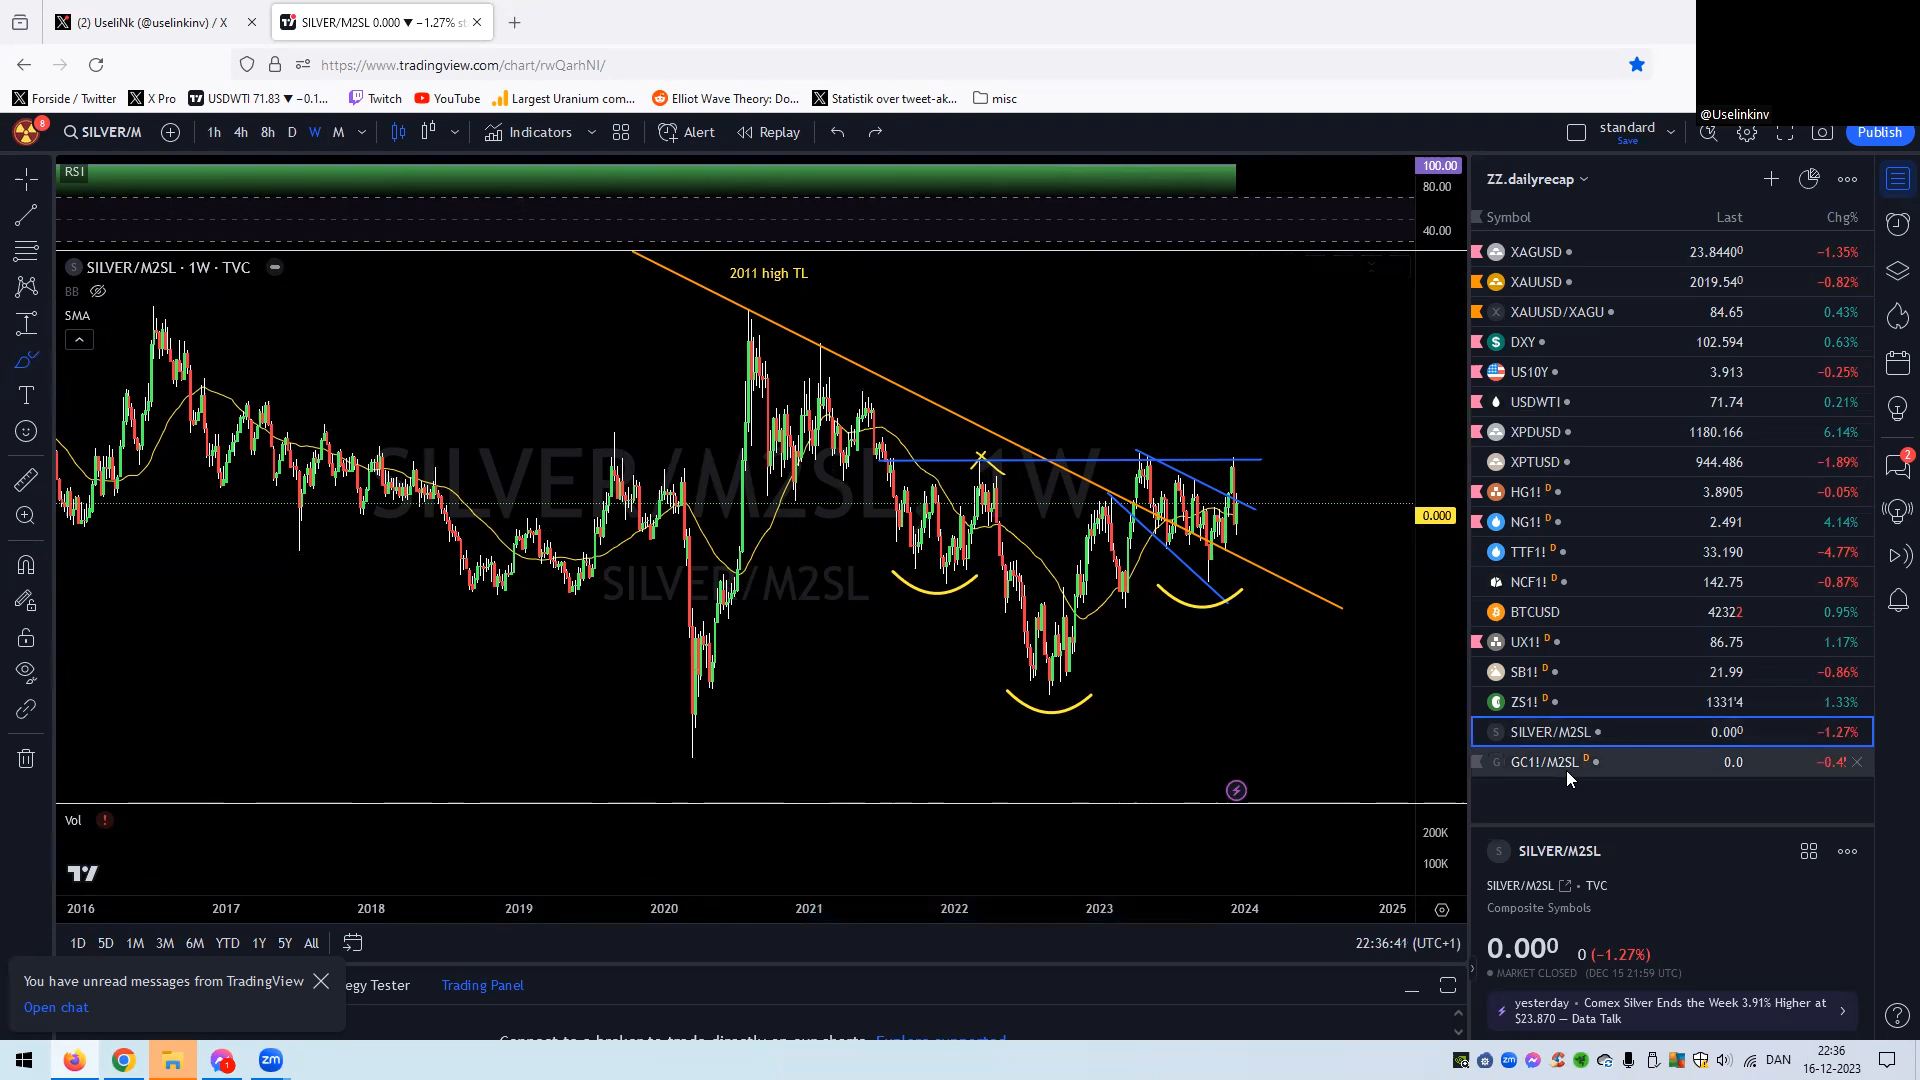 (2) UseliNk (@uselinkinv) / X
SILVER/M2SL 0.000 ▼ −1.27% st
https://www.tradingview.com/chart/rwQarhNI/
Forside / Twitter
X Pro
USDWTI 71.83 ▼ −0.1...
Twitch
YouTube
Largest Uranium com...
Elliot Wave Theory: Do...
Statistik over tweet-ak...
misc
@Uselinkinv
8
SILVER/M
1h 4h 8h D W M
Indicators
Alert
Replay
standard
Save
Publish
RSI
100.00
80.00
40.00
SILVER/M2SL · 1W · TVC
BB
SMA
2011 high TL
SILVER/M2SL, 1W
SILVER/M2SL
0.000
Vol
200K
100K
2016 2017 2018 2019 2020 2021 2022 2023 2024 2025
1D 5D 1M 3M 6M YTD 1Y 5Y All
22:36:41 (UTC+1)
You have unread messages from TradingView
Open chat
egy Tester
Trading Panel
ZZ.dailyrecap
Symbol Last Chg%
XAGUSD 23.8440 −1.35%
XAUUSD 2019.540 −0.82%
XAUUSD/XAGU 84.65 0.43%
DXY 102.594 0.63%
US10Y 3.913 −0.25%
USDWTI 71.74 0.21%
XPDUSD 1180.166 6.14%
XPTUSD 944.486 −1.89%
HG1! D 3.8905 −0.05%
NG1! D 2.491 4.14%
TTF1! D 33.190 −4.77%
NCF1! D 142.75 −0.87%
BTCUSD 42322 0.95%
UX1! D 86.75 1.17%
SB1! D 21.99 −0.86%
ZS1! D 1331'4 1.33%
SILVER/M2SL 0.000 −1.27%
GC1!/M2SL D 0.0 −0.4
2
SILVER/M2SL
SILVER/M2SL • TVC
Composite Symbols
0.000 0 (−1.27%)
MARKET CLOSED (DEC 15 21:59 UTC)
yesterday • Comex Silver Ends the Week 3.91% Higher at
$23.870 — Data Talk
zm
DAN
22:36
16-12-2023